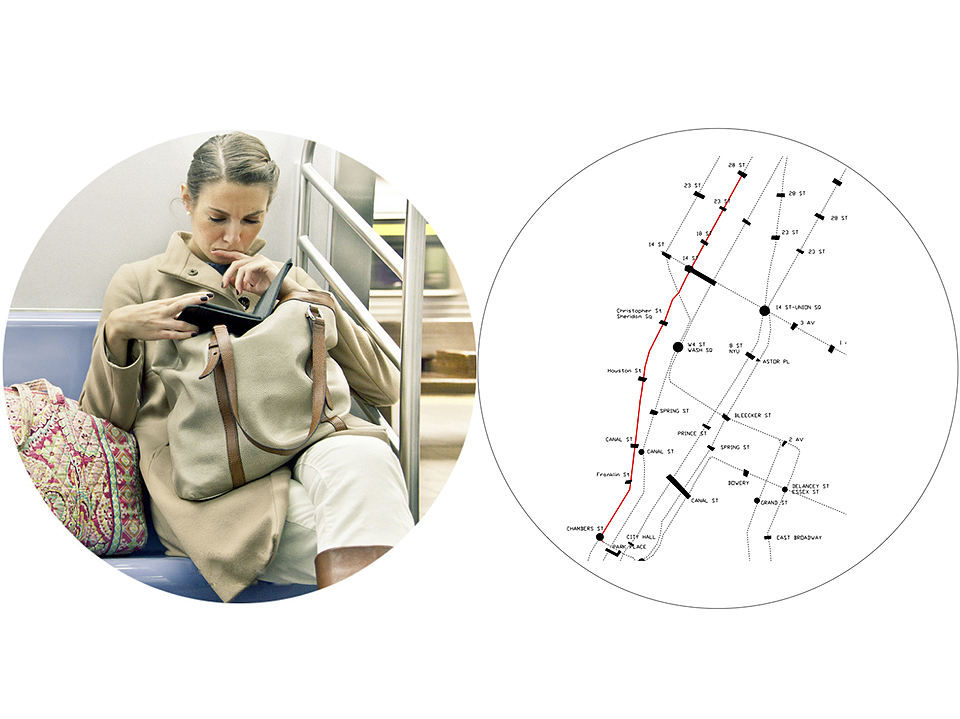 28 ST
23 ST
28 ST
23 ST
28 ST
18 ST
23 ST
23 ST
14 ST
14 ST
Christopher St
Sheridan Sq
14 ST-UNION SQ
3 AV
W4 ST
WASH SQ
8 ST
NYU
ASTOR PL
Houston St
SPRING ST
BLEECKER ST
PRINCE ST
CANAL ST
CANAL ST
SPRING ST
2 AV
Franklin St
BOWERY
DELANCEY ST
ESSEX ST
CANAL ST
GRAND ST
CHAMBERS ST
CITY HALL
EAST BROADWAY
PARK PLACE